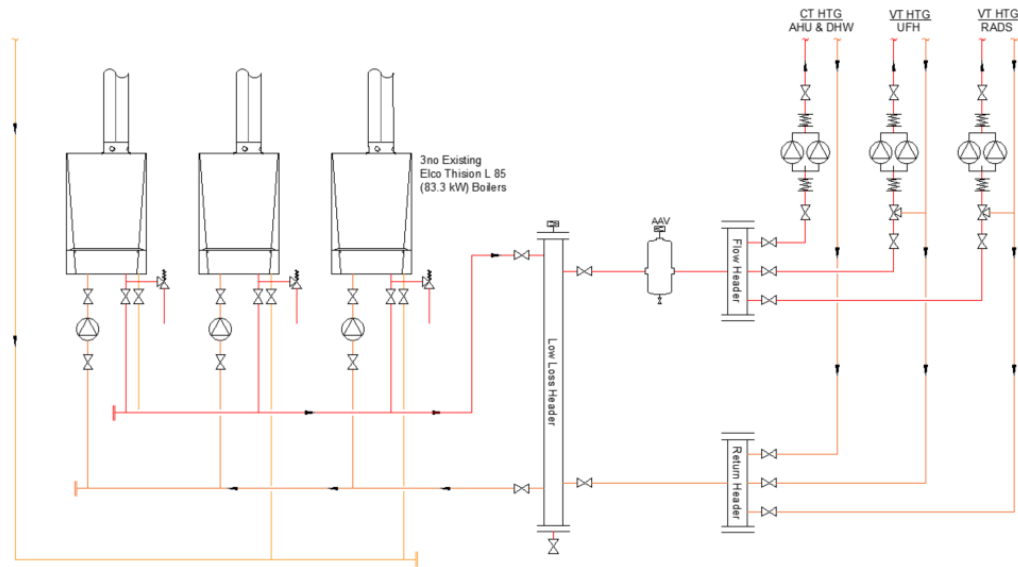 CT HTG
AHU & DHW
VT HTG
UFH
VT HTG
RADS
3no Existing
Elco Thision L 85
(83.3 kW) Boilers
AAV
Flow Header
Low Loss Header
Return Header